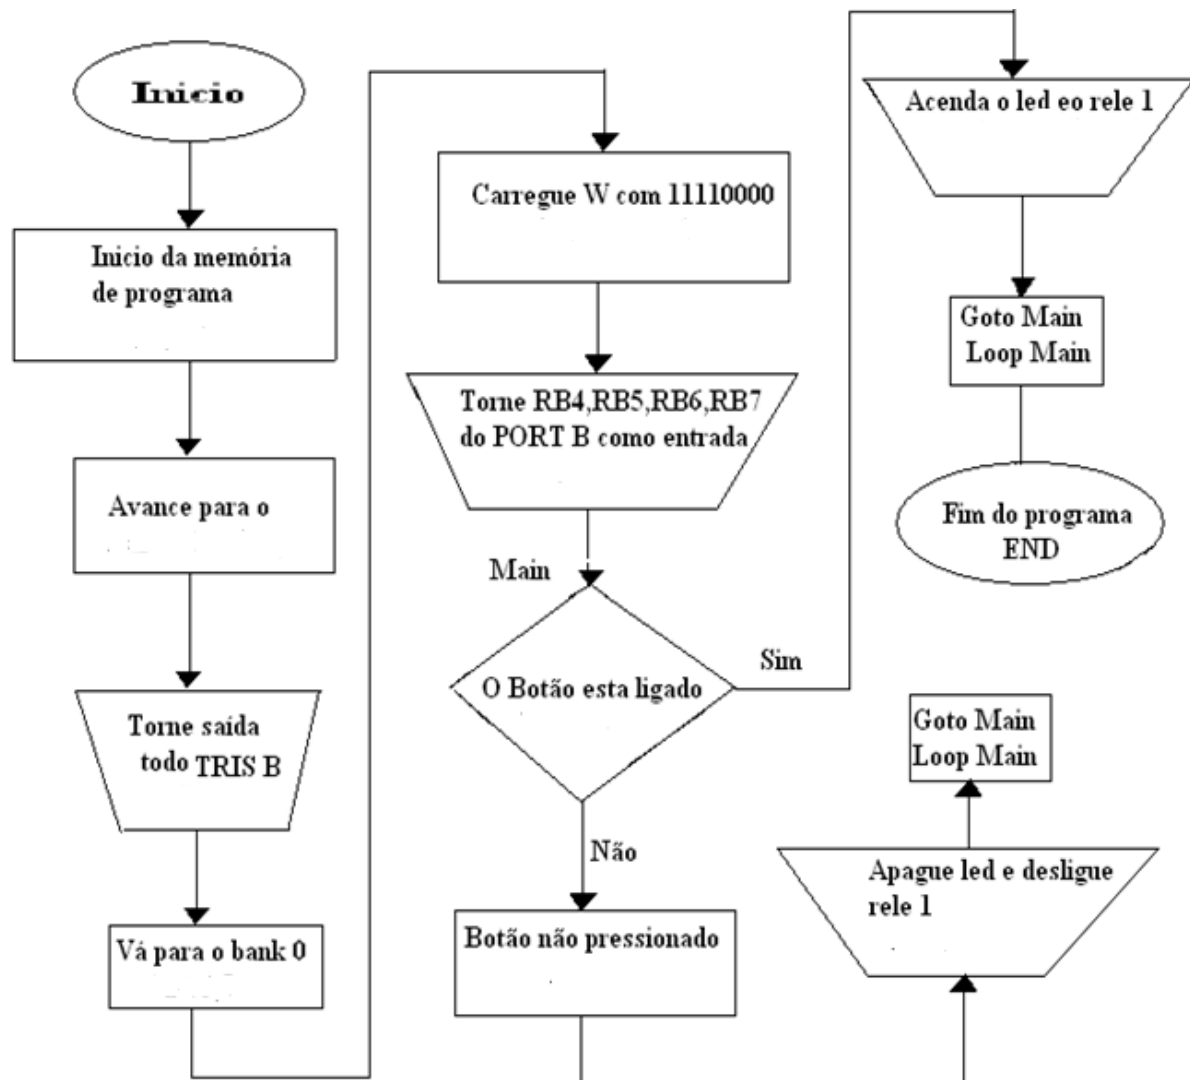 Inicio
Inicio da memória
de programa
Avance para o
Torne saída
todo TRIS B
Vá para o bank 0
Carregue W com 11110000
Torne RB4,RB5,RB6,RB7
do PORT B como entrada
Main
O Botão esta ligado
Sim
Não
Botão não pressionado
Acenda o led eo rele 1
Goto Main
Loop Main
Fim do programa
END
Goto Main
Loop Main
Apague led e desligue
rele 1